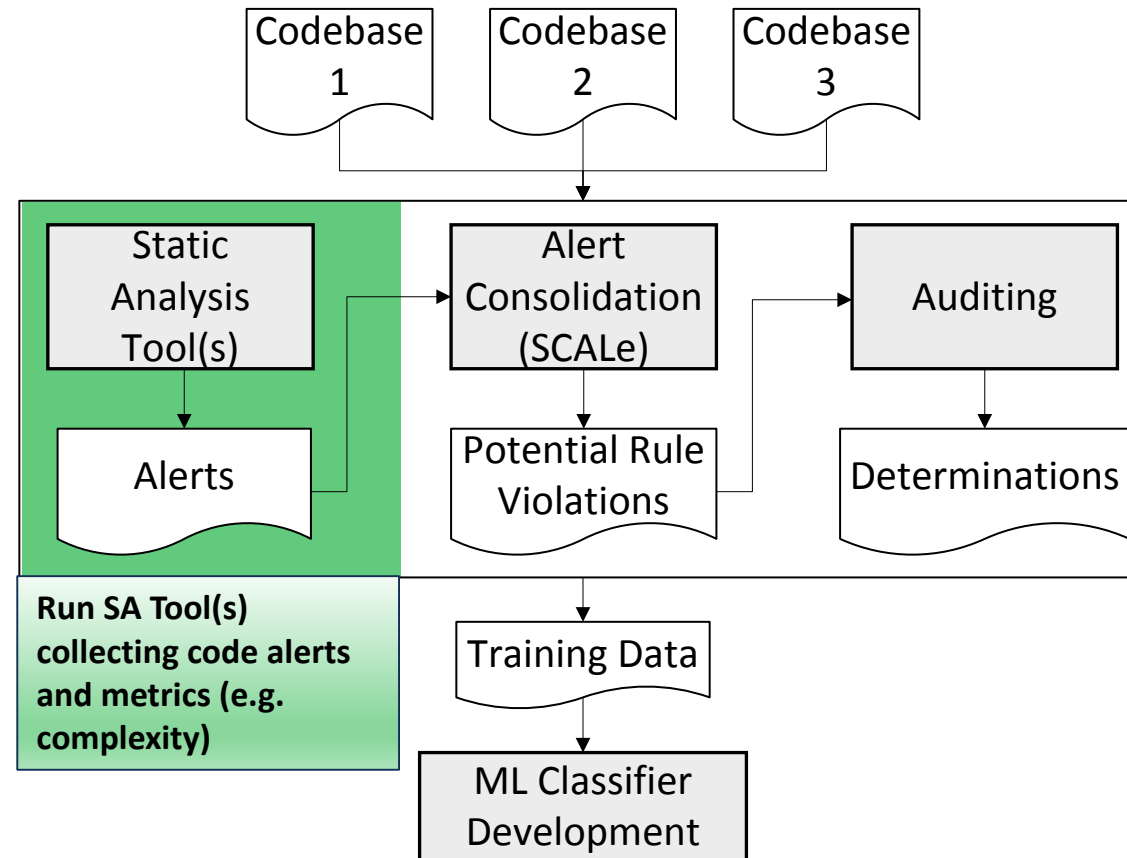 Codebase
1
Codebase
2
Codebase
3
Static
Analysis
Tool(s)
Alert
Consolidation
(SCALe)
Auditing
Alerts
Potential Rule
Violations
Determinations
Run SA Tool(s)
collecting code alerts
and metrics (e.g.
complexity)
Training Data
ML Classifier
Development